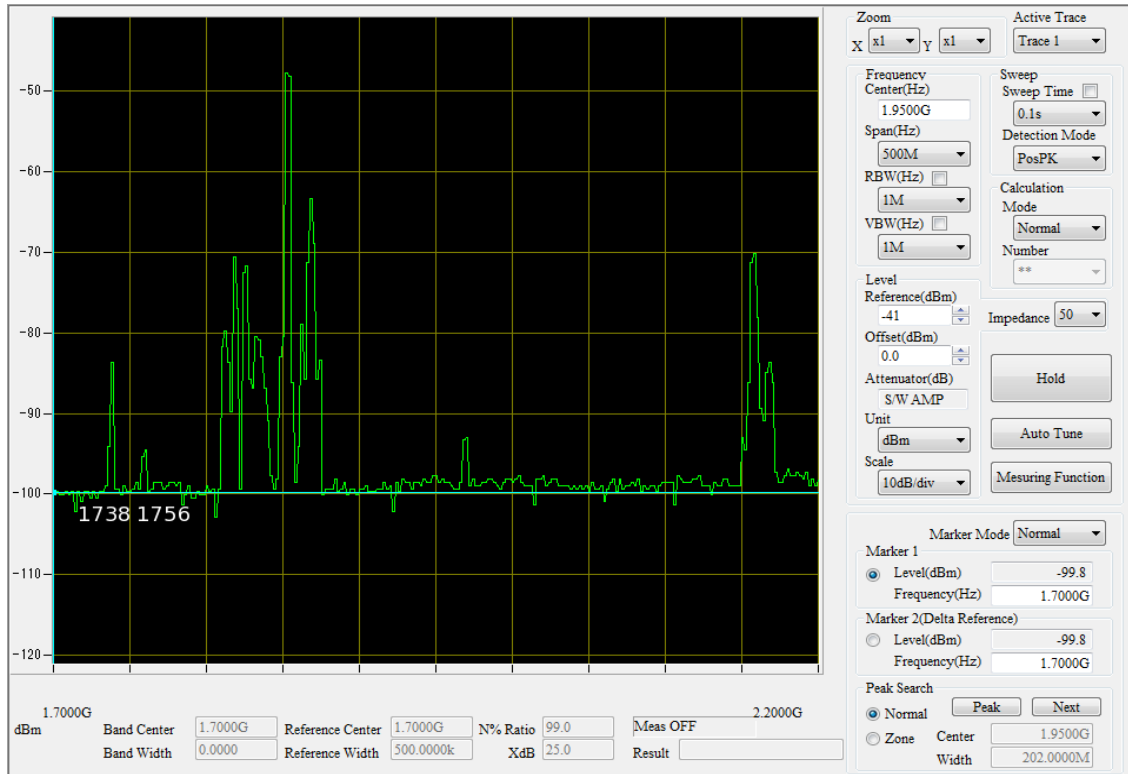 Zoom
X x1 Y x1
Active Trace
Trace 1
-50
-60
-70
-80
-90
-100
-110
-120
1738 1756
Frequency
Center(Hz)
1.9500G
Span(Hz)
500M
RBW(Hz)
1M
VBW(Hz)
1M
Sweep
Sweep Time
0.1s
Detection Mode
PosPK
Calculation
Mode
Normal
Number
**
Level
Reference(dBm)
-41
Offset(dBm)
0.0
Attenuator(dB)
S/W AMP
Unit
dBm
Scale
10dB/div
Impedance 50
Hold
Auto Tune
Mesuring Function
Marker Mode Normal
Marker 1
Level(dBm) -99.8
Frequency(Hz) 1.7000G
Marker 2(Delta Reference)
Level(dBm) -99.8
Frequency(Hz) 1.7000G
Peak Search
Normal Peak Next
Zone Center 1.9500G
Width 202.0000M
1.7000G 2.2000G
dBm Band Center 1.7000G Reference Center 1.7000G N% Ratio 99.0 Meas OFF
Band Width 0.0000 Reference Width 500.0000k XdB 25.0 Result